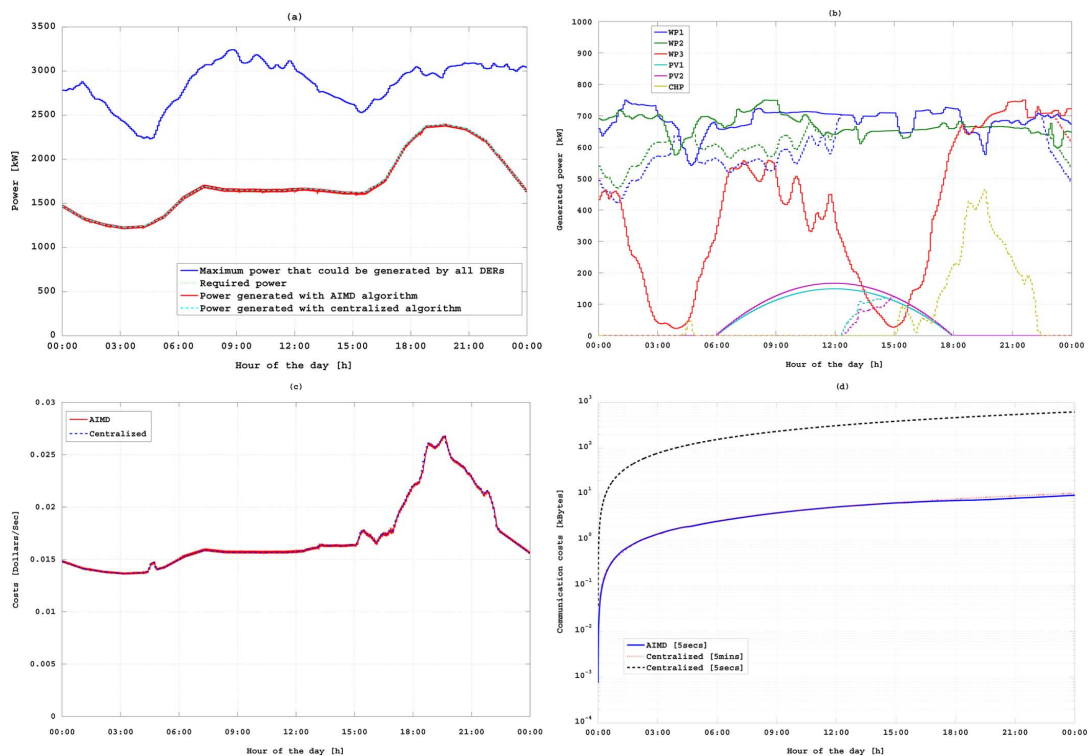 (a)
3500
3000
2500
2000
1500
1000
500
0
Power [kW]
Maximum power that could be generated by all DERs
Required power
Power generated with AIMD algorithm
Power generated with centralized algorithm
00:00 03:00 06:00 09:00 12:00 15:00 18:00 21:00 00:00
Hour of the day [h]
(b)
1000
900
800
700
600
500
400
300
200
100
0
Generated power [kW]
WP1
WP2
WP3
PV1
PV2
CHP
00:00 03:00 06:00 09:00 12:00 15:00 18:00 21:00 00:00
Hour of the day [h]
(c)
0.03
0.025
0.02
0.015
0.01
0.005
0
Costs [Dollars/Sec]
AIMD
Centralized
00:00 03:00 06:00 09:00 12:00 15:00 18:00 21:00 00:00
Hour of the day [h]
(d)
10^3
10^2
10^1
10^0
10^-1
10^-2
10^-3
10^-4
Communication costs [kBytes]
AIMD [5secs]
Centralized [5mins]
Centralized [5secs]
00:00 03:00 06:00 09:00 12:00 15:00 18:00 21:00 00:00
Hour of the day [h]